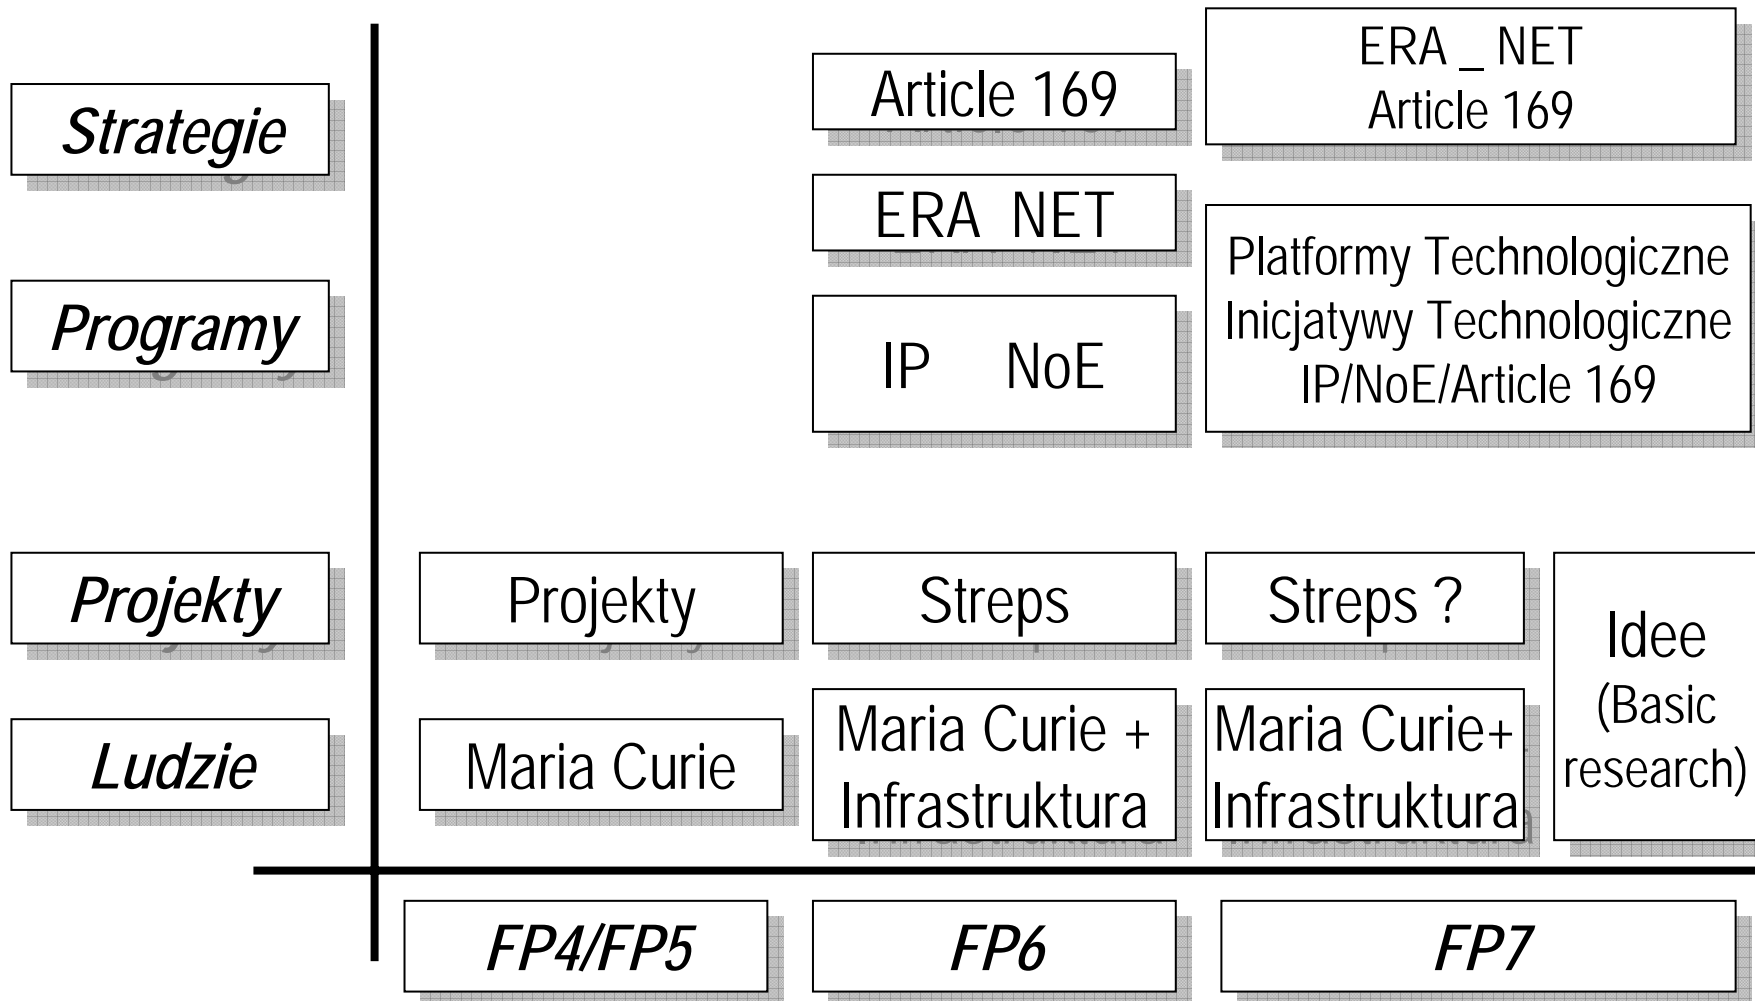 ERA _ NET
Article 169
Article 169
Strategie
ERA NET
Platformy Technologiczne
Inicjatywy Technologiczne
IP/NoE/Article 169
Programy
IP NoE
Projekty
Projekty
Streps
Streps ?
Idee
(Basic
research)
Ludzie
Maria Curie
Maria Curie +
Infrastruktura
Maria Curie+
Infrastruktura
FP4/FP5
FP6
FP7